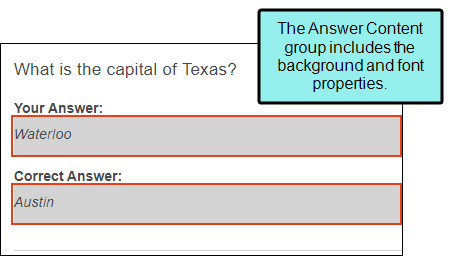 The Answer Content
group includes the
background and font
properties.
What is the capital of Texas?
Your Answer:
Waterloo
Correct Answer:
Austin